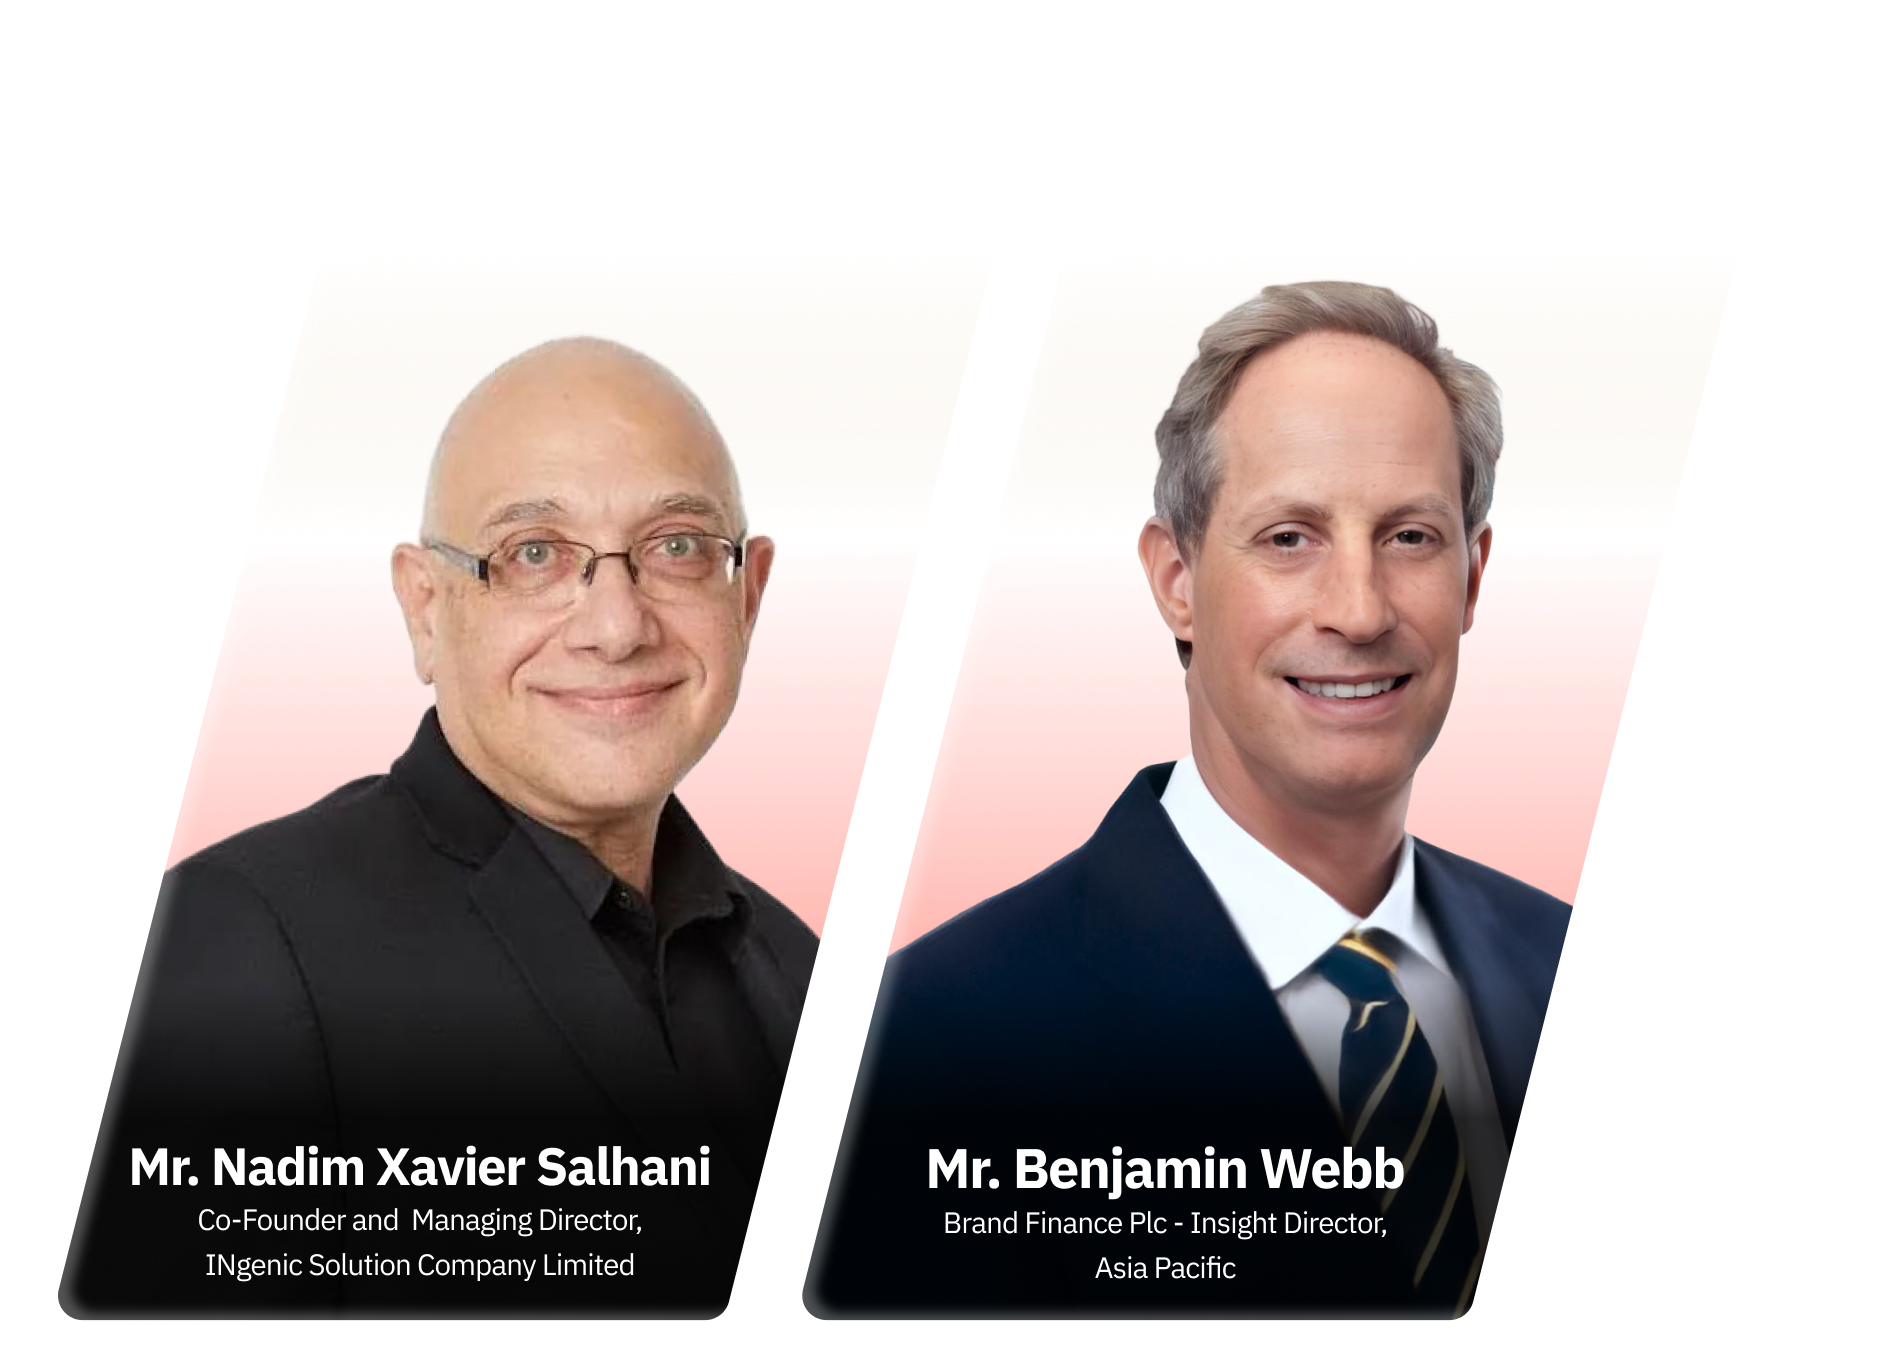 Mr. Nadim Xavier Salhani
Co-Founder and  Managing Director,
INgenic Solution Company Limited
Mr. Benjamin Webb
Brand Finance Plc - Insight Director,
Asia Pacific